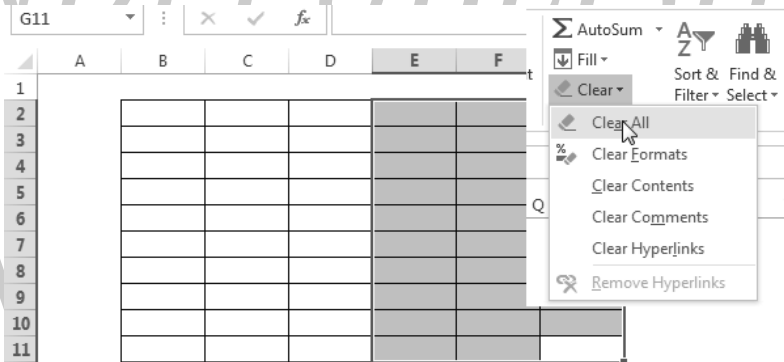 G11
fx
A B C D E F
1
2
3
4
5
6
7
8
9
10
11
AutoSum
Fill
t
Clear
A
Z
Sort &
Filter
Find &
Select
Clear All
% Clear Formats
Clear Contents
Q
Clear Comments
Clear Hyperlinks
Remove Hyperlinks